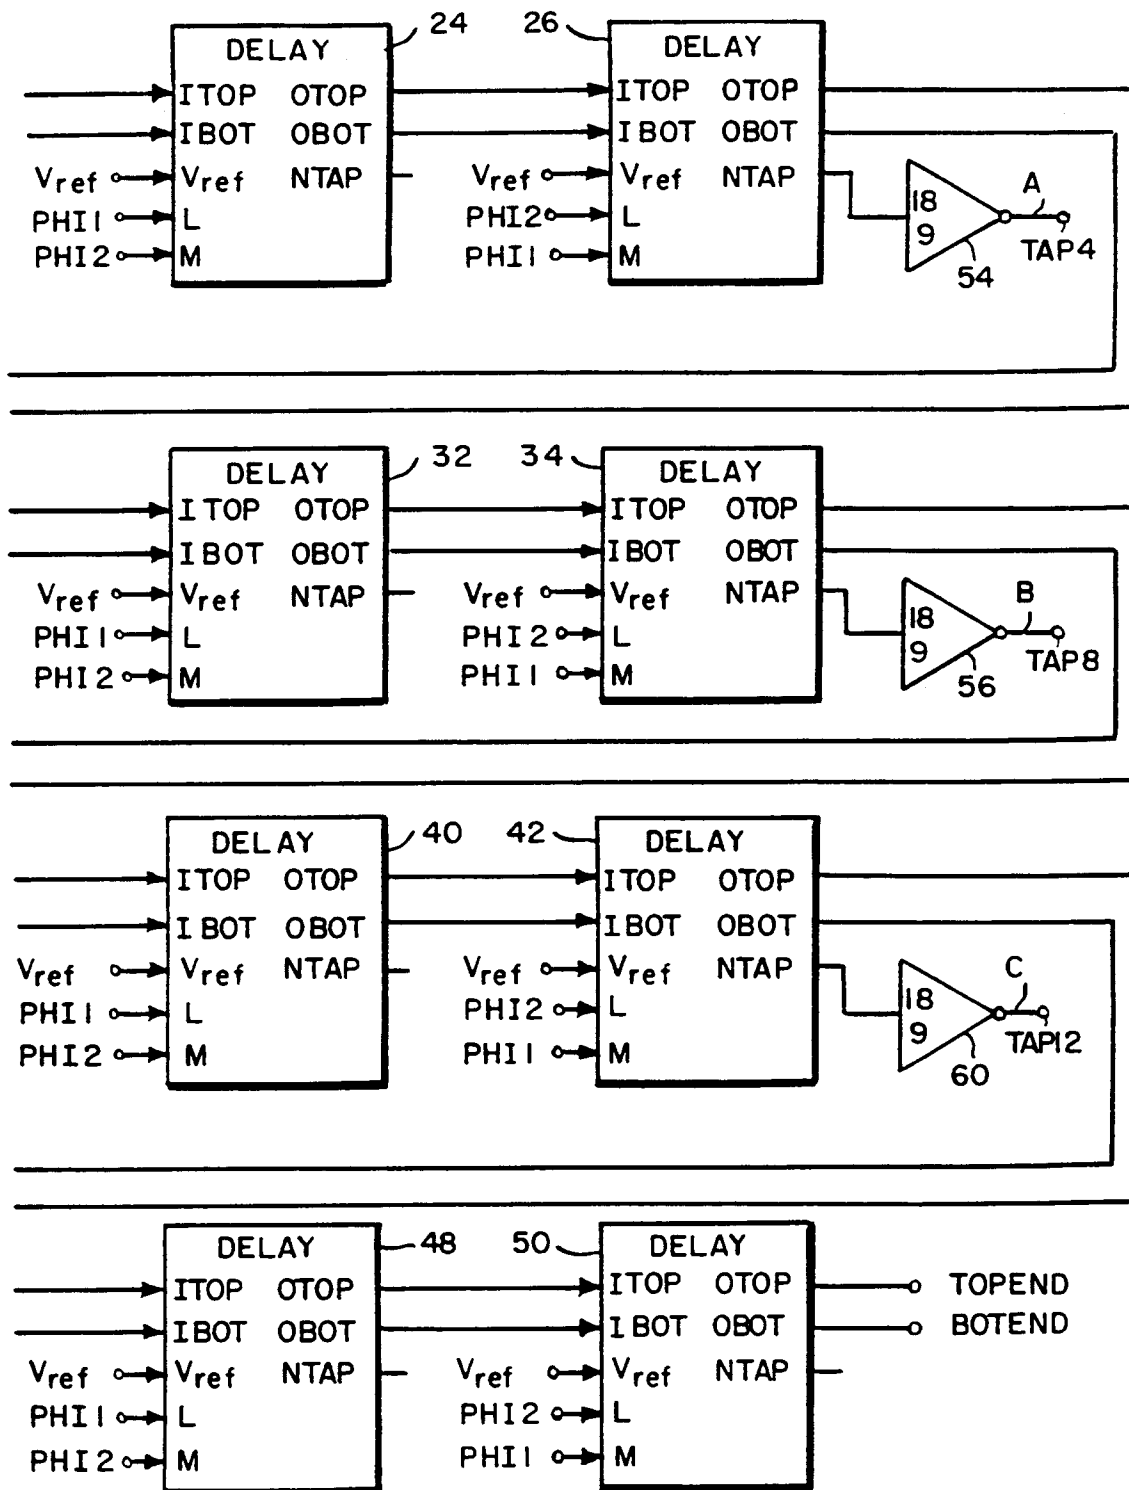 24 26
DELAY DELAY
ITOP OTOP ITOP OTOP
IBOT OBOT IBOT OBOT
Vref Vref NTAP Vref Vref NTAP 18 A
PHI1 L PHI2 L 9 TAP4
PHI2 M PHI1 M 54
32 34
DELAY DELAY
ITOP OTOP ITOP OTOP
IBOT OBOT IBOT OBOT
Vref Vref NTAP Vref Vref NTAP 18 B
PHI1 L PHI2 L 9 TAP8
PHI2 M PHI1 M 56
40 42
DELAY DELAY
ITOP OTOP ITOP OTOP
IBOT OBOT IBOT OBOT
Vref Vref NTAP Vref Vref NTAP C
PHI1 L PHI2 L 18
PHI2 M PHI1 M 9 TAP12
60
48 50
DELAY DELAY
ITOP OTOP ITOP OTOP TOPEND
IBOT OBOT IBOT OBOT BOTEND
Vref Vref NTAP Vref Vref NTAP
PHI1 L PHI2 L
PHI2 M PHI1 M